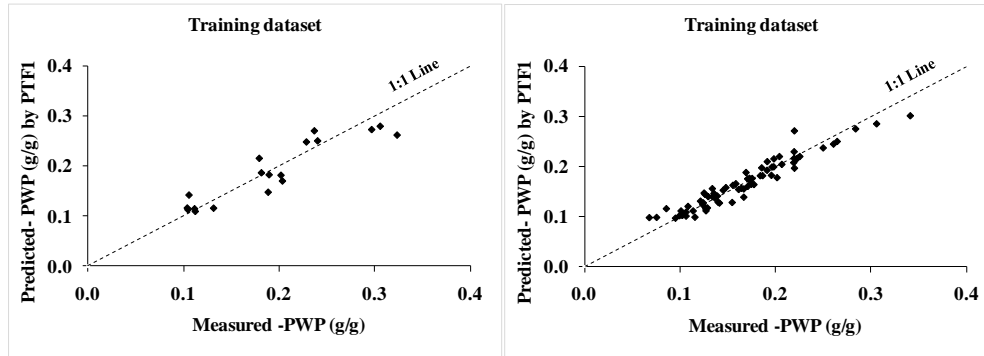 Training dataset
Predicted- PWP (g/g) by PTF1
0.4
0.3
0.2
0.1
0.0
0.0 0.1 0.2 0.3 0.4
Measured -PWP (g/g)
1:1 Line
Training dataset
Predicted- PWP (g/g) by PTF1
0.4
0.3
0.2
0.1
0.0
0.0 0.1 0.2 0.3 0.4
Measured -PWP (g/g)
1:1 Line